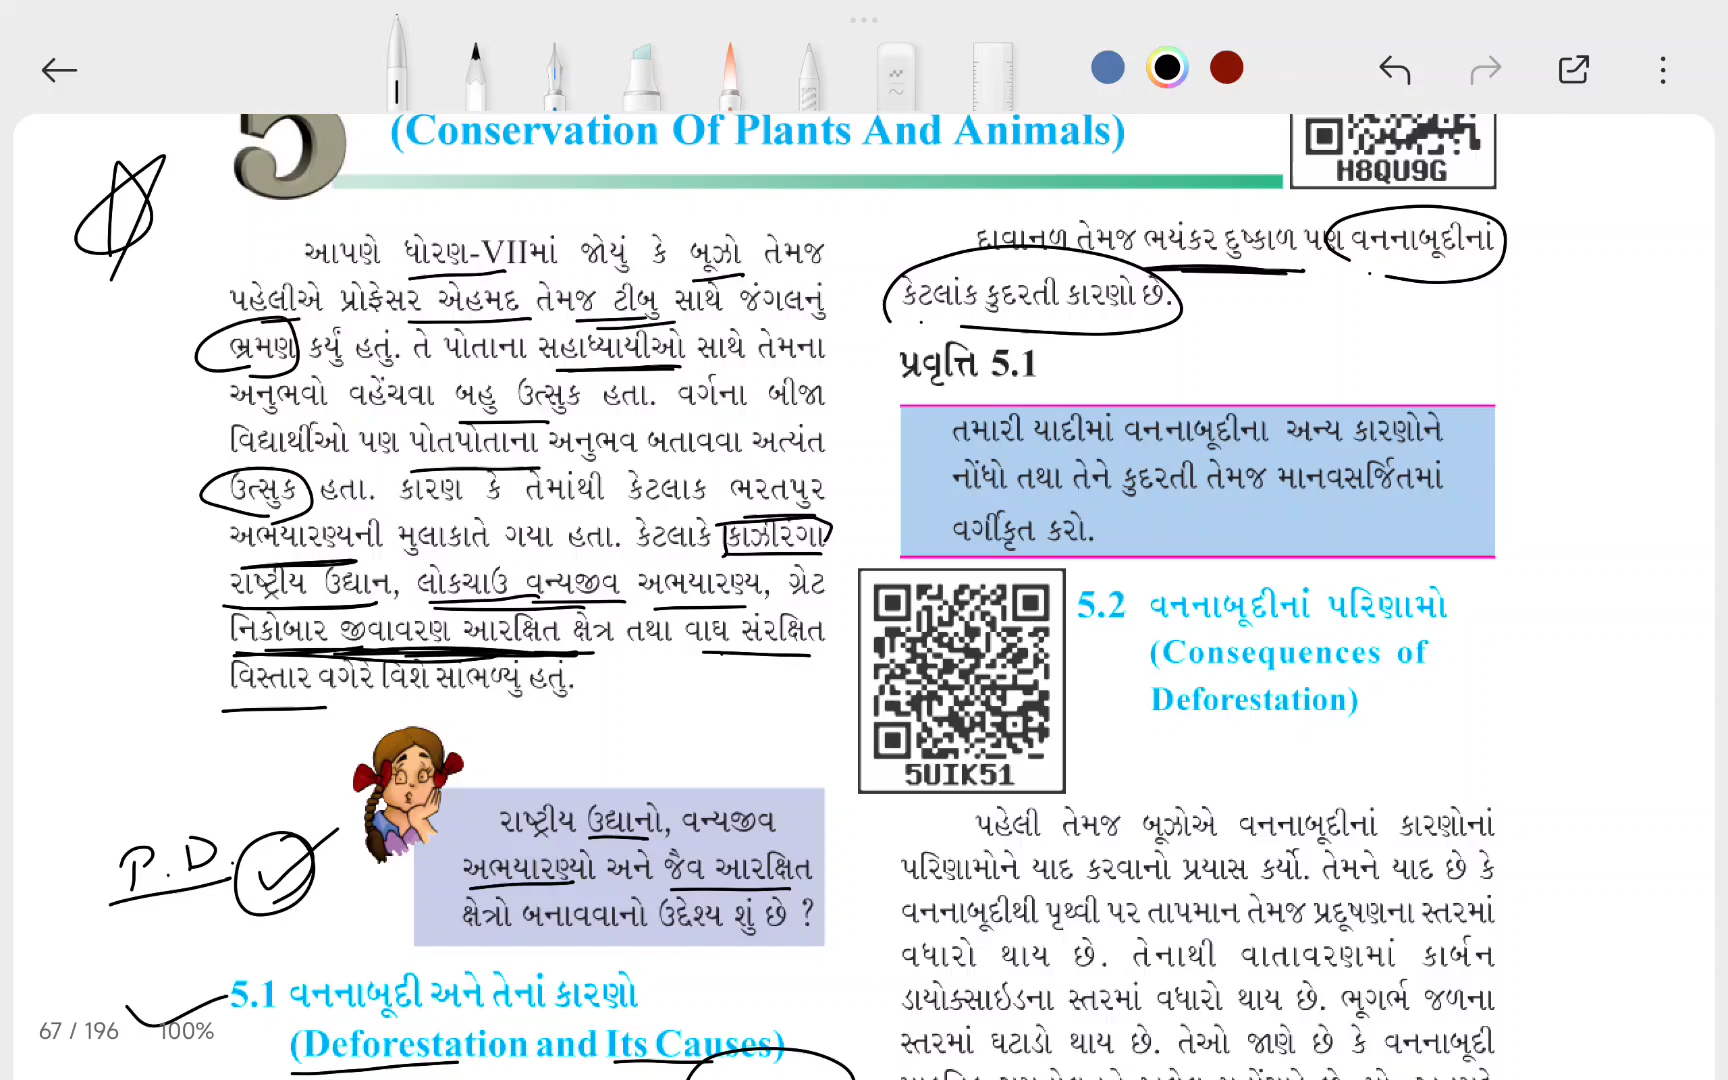 5
(Conservation Of Plants And Animals)
H8QU9G
આપણે ધોરણ-VIIમાં જોયું કે બૂઝો તેમજ
પહેલીએ પ્રોફેસર એહમદ તેમજ ટીબુ સાથે જંગલનું
ભ્રમણ કર્યું હતું. તે પોતાના સહાધ્યાયીઓ સાથે તેમના
અનુભવો વહેંચવા બહુ ઉત્સુક હતા. વર્ગના બીજા
વિદ્યાર્થીઓ પણ પોતપોતાના અનુભવ બતાવવા અત્યંત
ઉત્સુક હતા. કારણ કે તેમાંથી કેટલાક ભરતપુર
અભયારણ્યની મુલાકાતે ગયા હતા. કેટલાકે કાઝીરંગા
રાષ્ટ્રીય ઉદ્યાન, લોકચાઉ વન્યજીવ અભયારણ્ય, ગ્રેટ
નિકોબાર જીવાવરણ આરક્ષિત ક્ષેત્ર તથા વાઘ સંરક્ષિત
વિસ્તાર વગેરે વિશે સાભળ્યું હતું.
P.D.
રાષ્ટ્રીય ઉદ્યાનો, વન્યજીવ
અભયારણ્યો અને જૈવ આરક્ષિત
ક્ષેત્રો બનાવવાનો ઉદ્દેશ્ય શું છે ?
5.1 વનનાબૂદી અને તેનાં કારણો
(Deforestation and Its Causes)
દાવાનળ તેમજ ભયંકર દુષ્કાળ પણ વનનાબૂદીનાં
કેટલાંક કુદરતી કારણો છે.
પ્રવૃત્તિ 5.1
તમારી યાદીમાં વનનાબૂદીના અન્ય કારણોને
નોંધો તથા તેને કુદરતી તેમજ માનવસર્જિતમાં
વર્ગીકૃત કરો.
5UIK51
5.2 વનનાબૂદીનાં પરિણામો
(Consequences of
Deforestation)
પહેલી તેમજ બૂઝોએ વનનાબૂદીનાં કારણોનાં
પરિણામોને યાદ કરવાનો પ્રયાસ કર્યો. તેમને યાદ છે કે
વનનાબૂદીથી પૃથ્વી પર તાપમાન તેમજ પ્રદૂષણના સ્તરમાં
વધારો થાય છે. તેનાથી વાતાવરણમાં કાર્બન
ડાયોક્સાઇડના સ્તરમાં વધારો થાય છે. ભૂગર્ભ જળના
સ્તરમાં ઘટાડો થાય છે. તેઓ જાણે છે કે વનનાબૂદી
67 / 196 100%